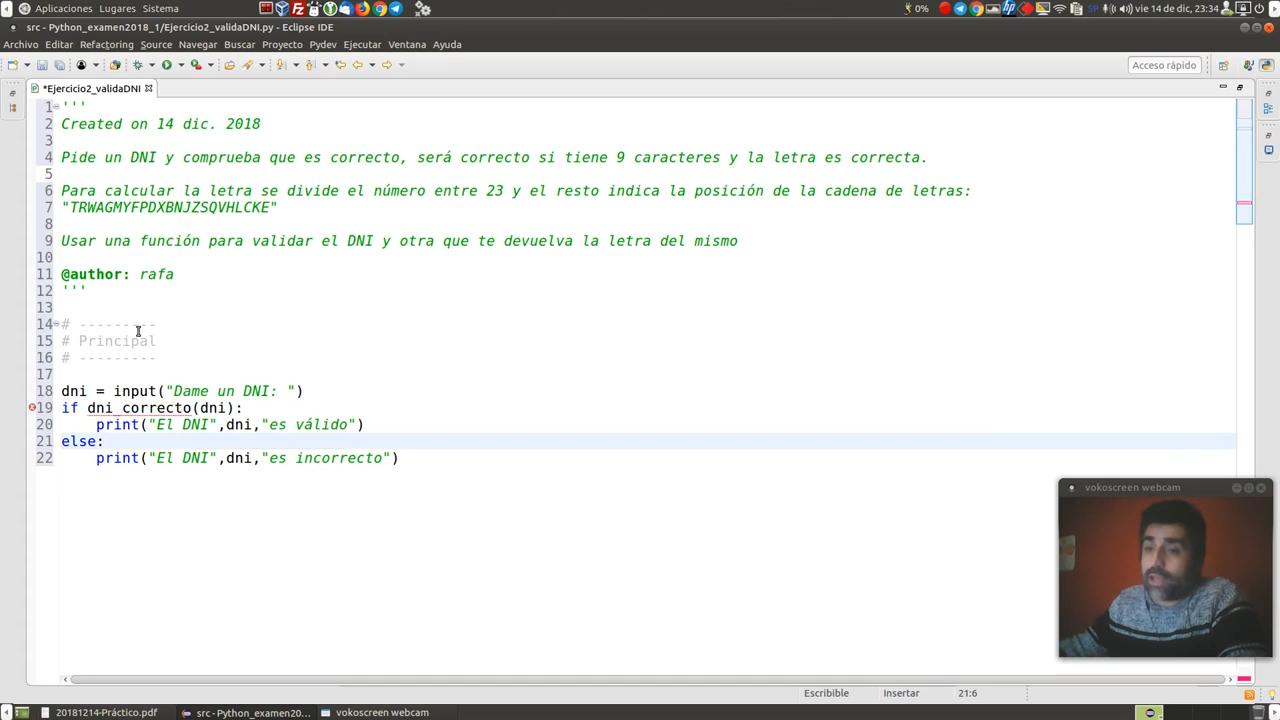 Aplicaciones Lugares Sistema
0% SP vie 14 de dic, 23:34
src - Python_examen2018_1/Ejercicio2_validaDNI.py - Eclipse IDE
Archivo Editar Refactoring Source Navegar Buscar Proyecto Pydev Ejecutar Ventana Ayuda
Acceso rápido
*Ejercicio2_validaDNI
1 '''
2 Created on 14 dic. 2018
3
4 Pide un DNI y comprueba que es correcto, será correcto si tiene 9 caracteres y la letra es correcta.
5
6 Para calcular la letra se divide el número entre 23 y el resto indica la posición de la cadena de letras:
7 "TRWAGMYFPDXBNJZSQVHLCKE"
8
9 Usar una función para validar el DNI y otra que te devuelva la letra del mismo
10
11 @author: rafa
12 '''
13
14 # ---------
15 # Principal
16 # ---------
17
18 dni = input("Dame un DNI: ")
19 if dni_correcto(dni):
20     print("El DNI",dni,"es válido")
21 else:
22     print("El DNI",dni,"es incorrecto")
vokoscreen webcam
Escribible Insertar 21:6
20181214-Práctico.pdf src - Python_examen20... vokoscreen webcam